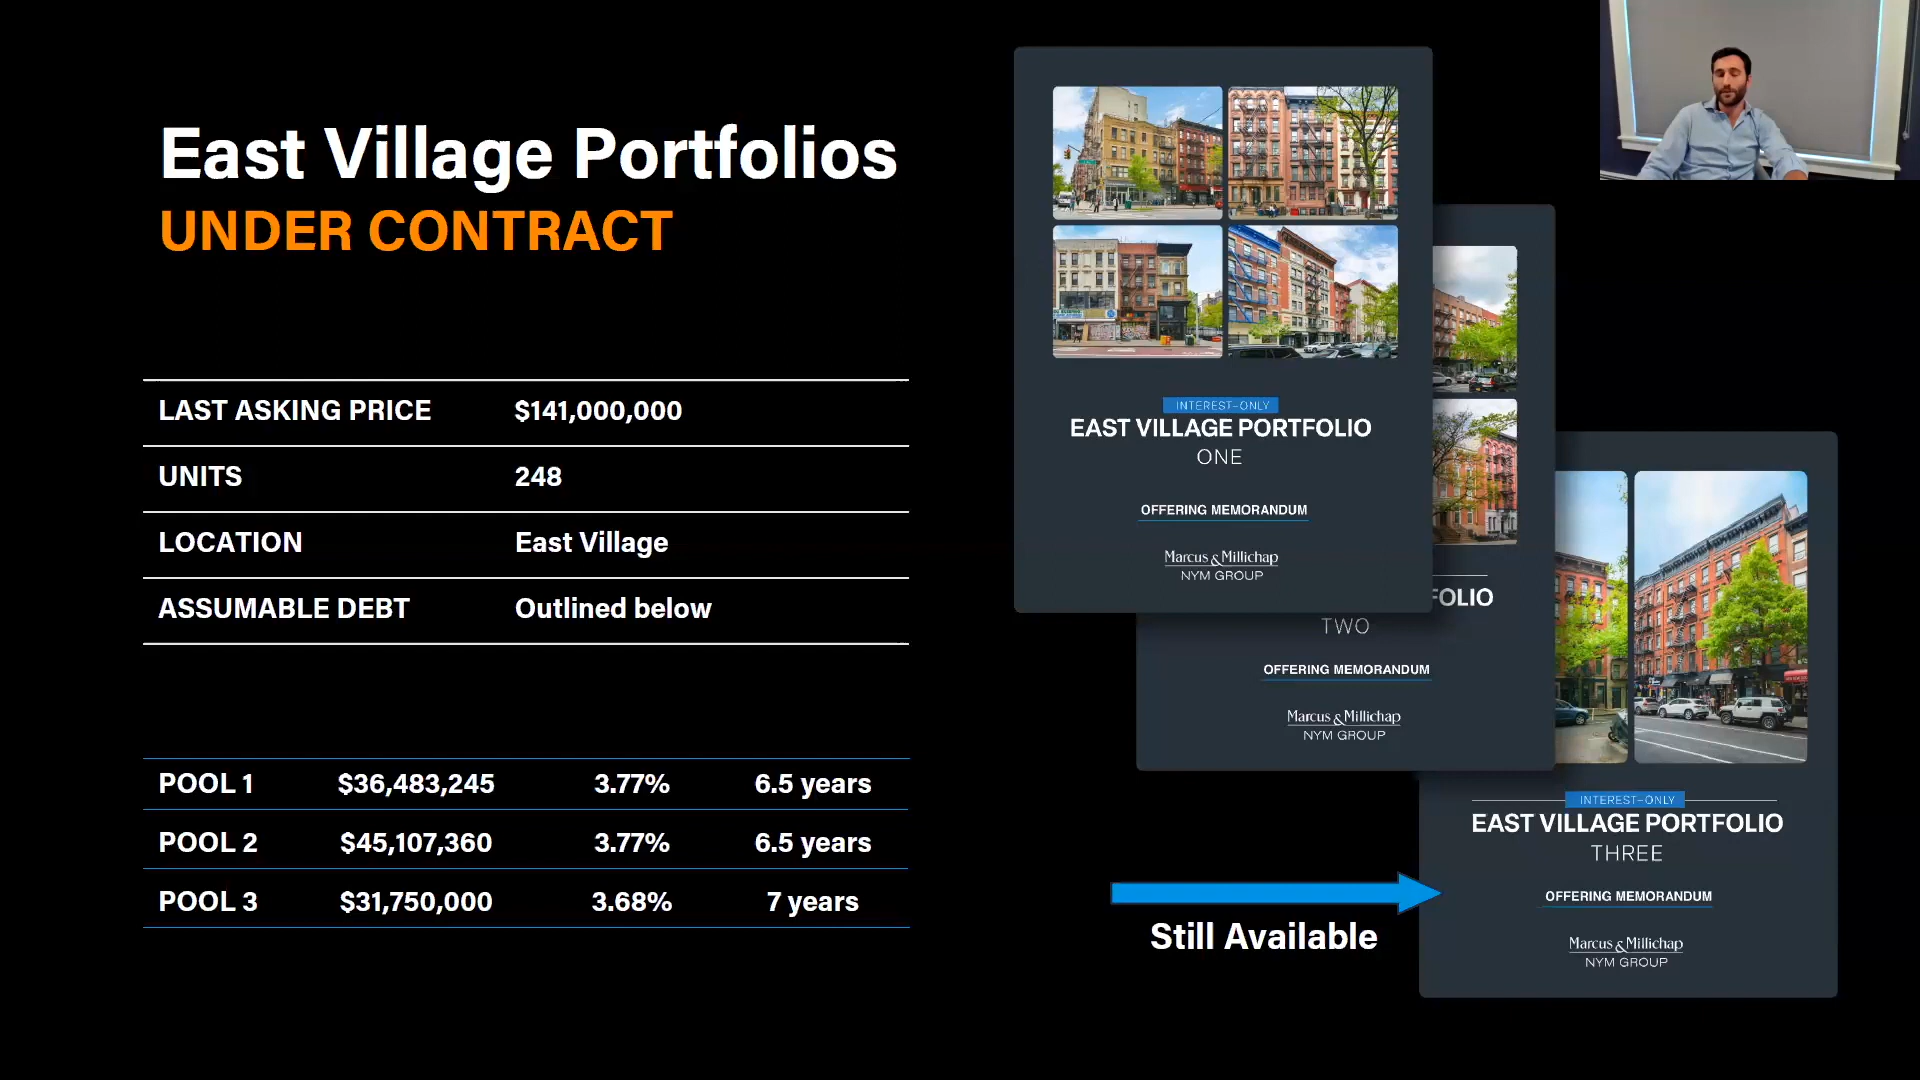 East Village Portfolios
UNDER CONTRACT
LAST ASKING PRICE $141,000,000
UNITS 248
LOCATION East Village
ASSUMABLE DEBT Outlined below
POOL 1 $36,483,245 3.77% 6.5 years
POOL 2 $45,107,360 3.77% 6.5 years
POOL 3 $31,750,000 3.68% 7 years
INTEREST-ONLY
EAST VILLAGE PORTFOLIO
ONE
OFFERING MEMORANDUM
Marcus & Millichap
NYM GROUP
FOLIO
TWO
OFFERING MEMORANDUM
Marcus & Millichap
NYM GROUP
INTEREST-ONLY
EAST VILLAGE PORTFOLIO
THREE
OFFERING MEMORANDUM
Marcus & Millichap
NYM GROUP
Still Available